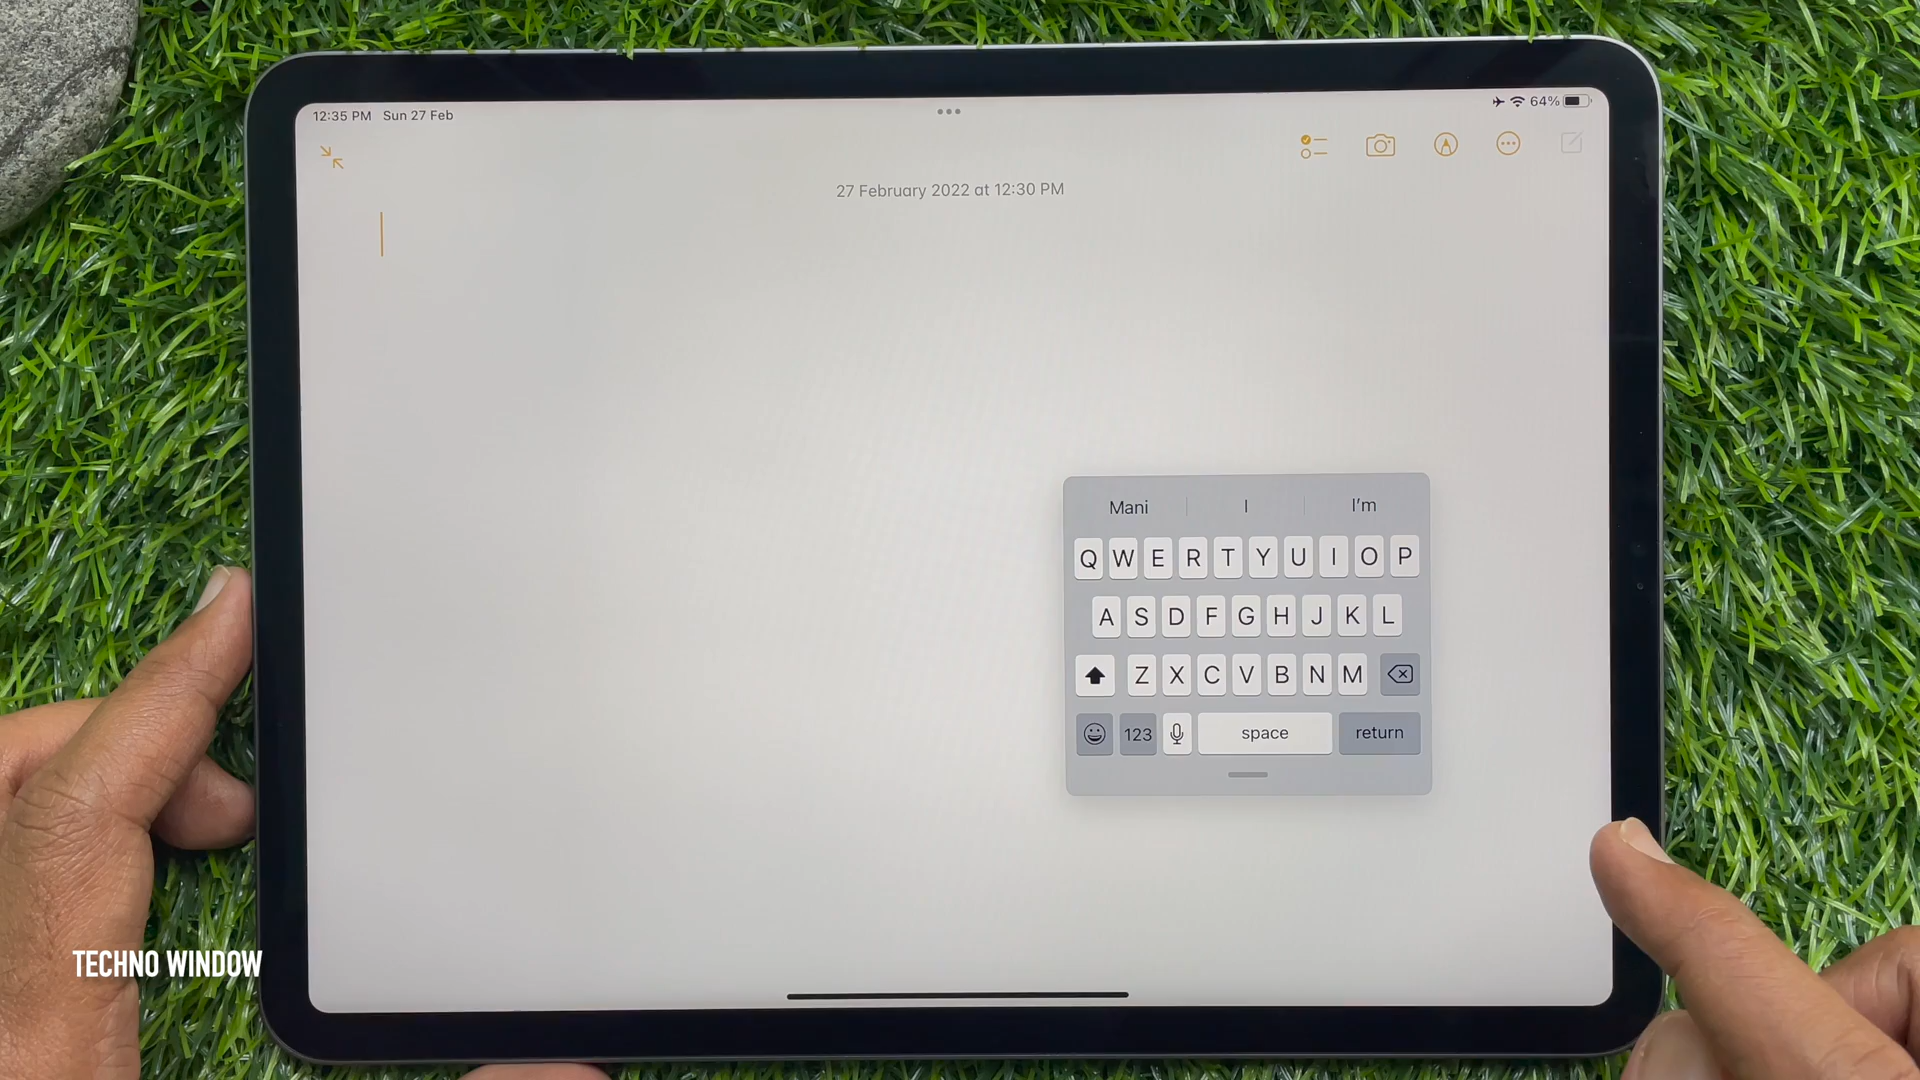 12:35 PM Sun 27 Feb
64%
27 February 2022 at 12:30 PM
Mani I I'm
Q W E R T Y U I O P
A S D F G H J K L
Z X C V B N M
123 space return
TECHNO WINDOW